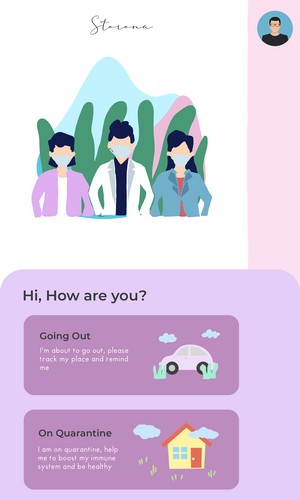 Storona
Hi, How are you?
Going Out
I'm about to go out, please
track my place and remind
me
On Quarantine
I am on quarantine, help
me to boost my immune
system and be healthy